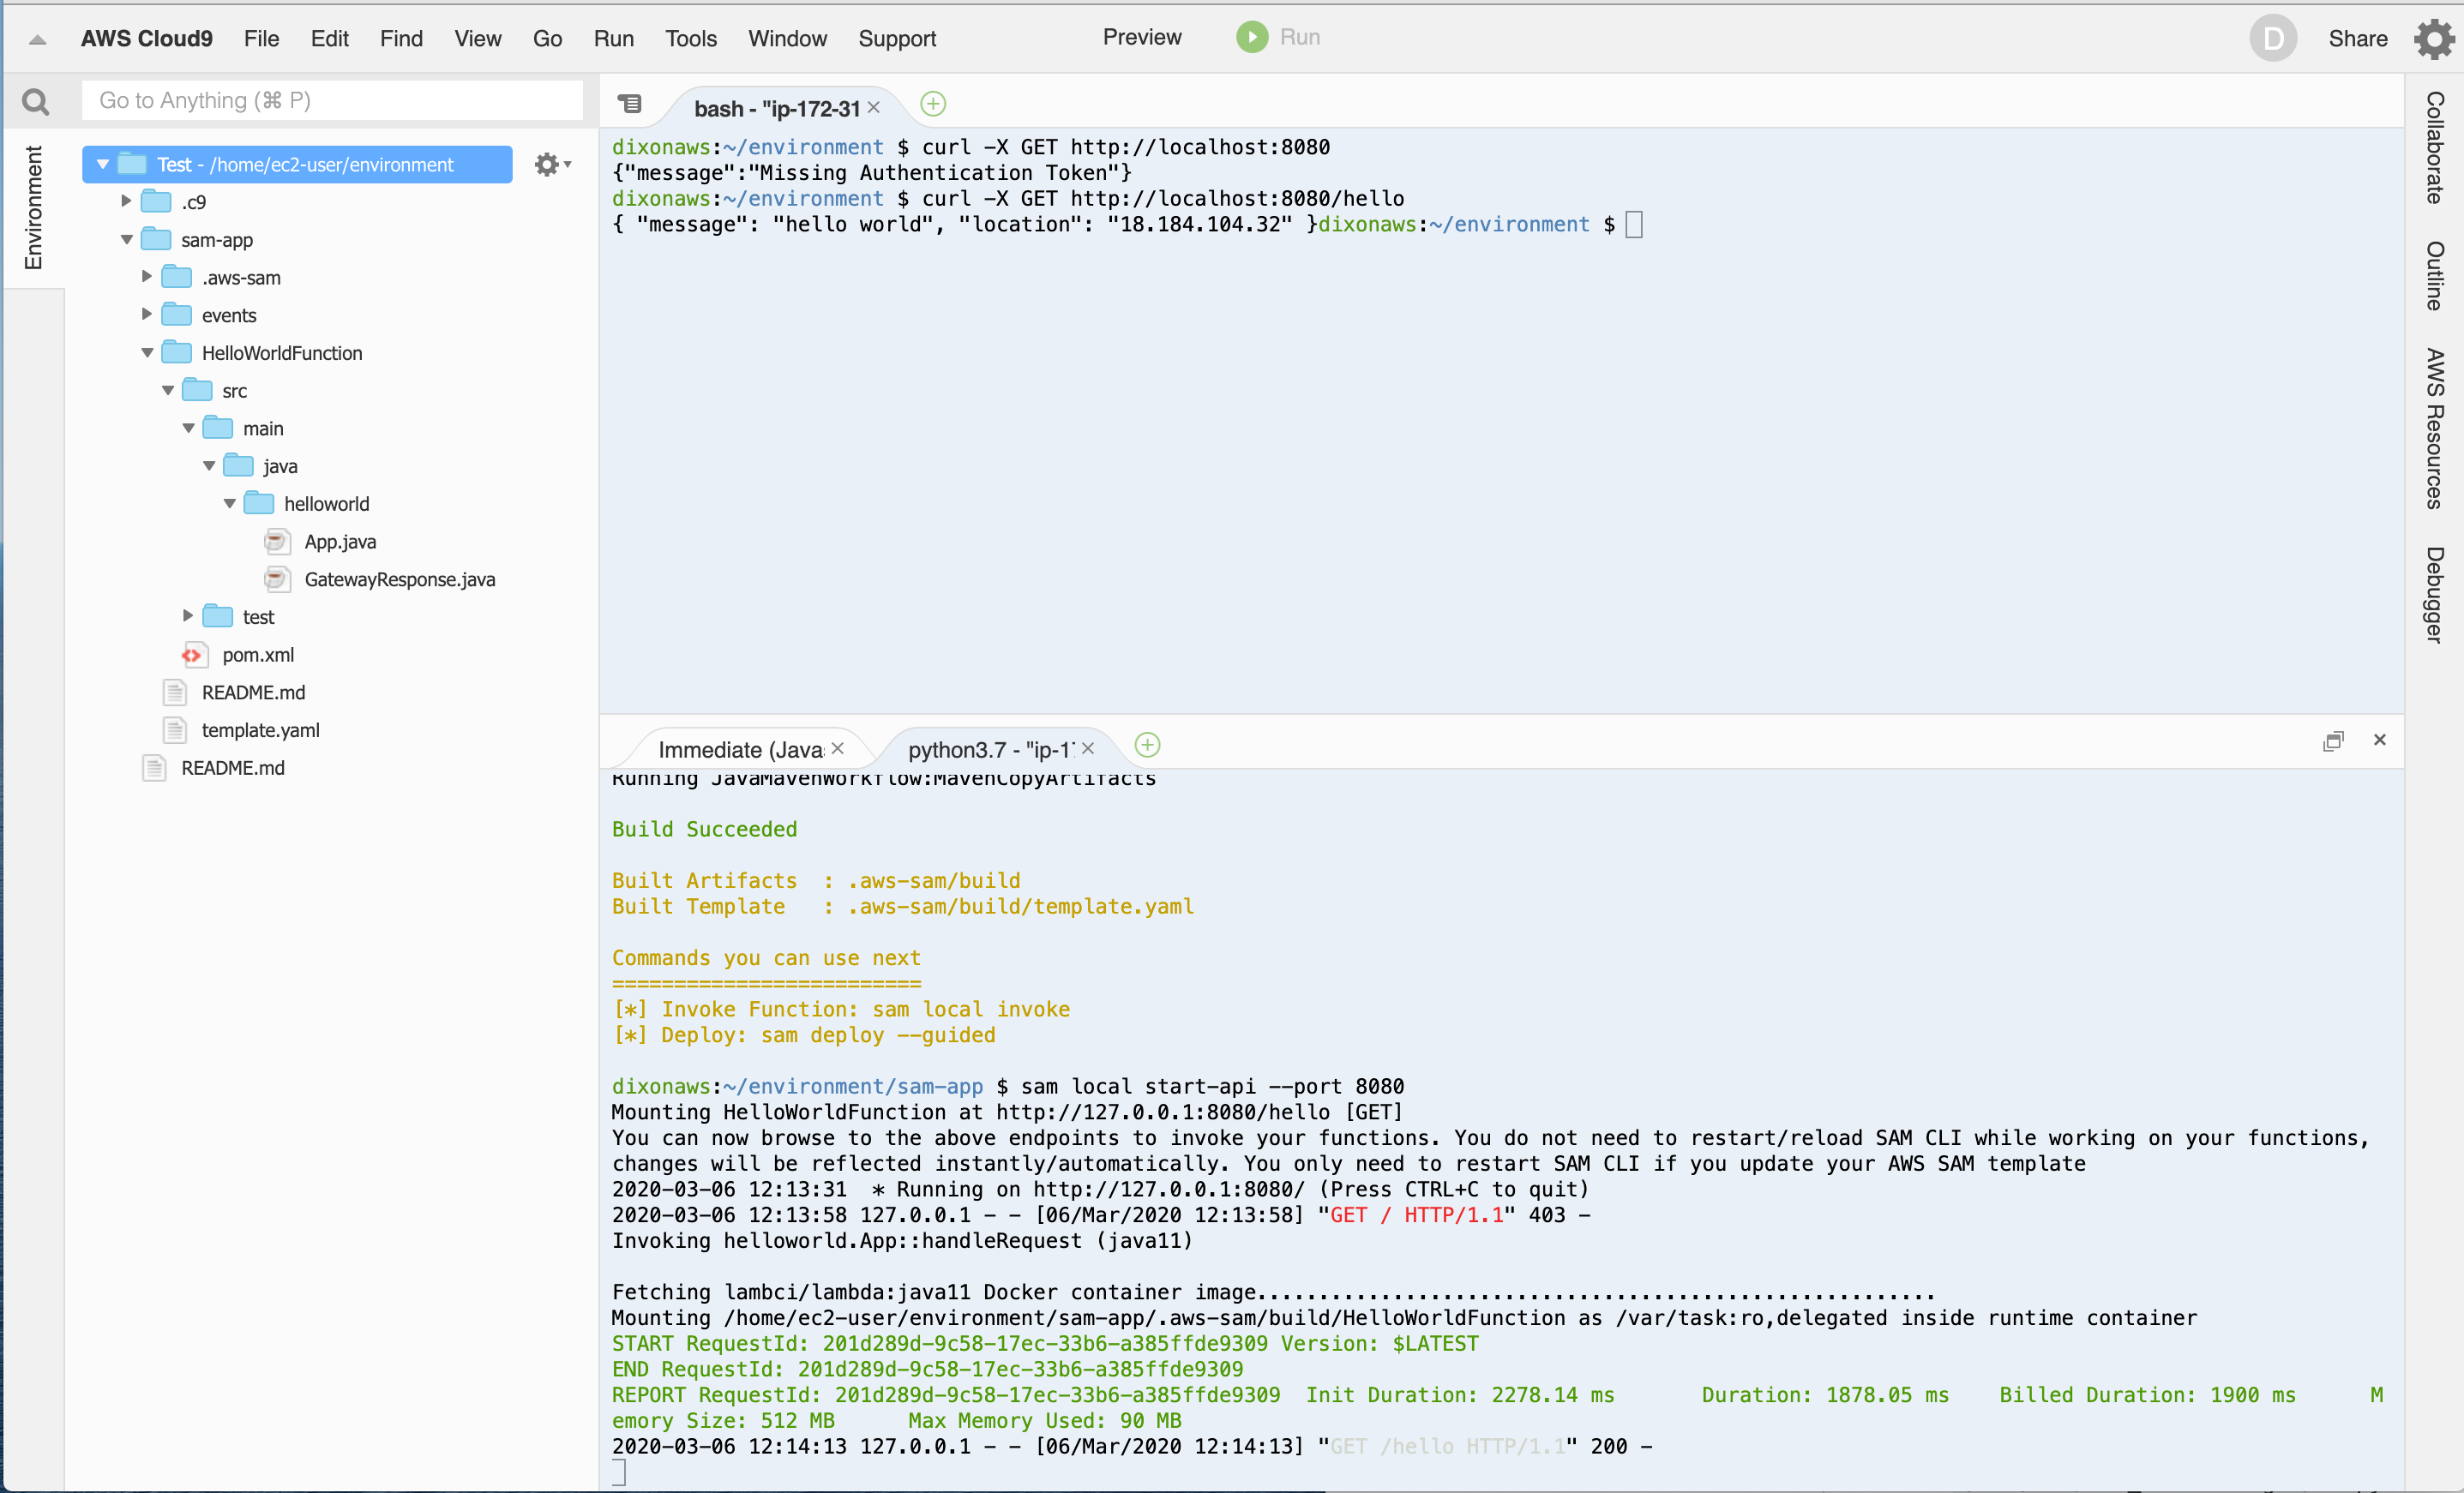 AWS Cloud9 File Edit Find View Go Run Tools Window Support Preview Run D Share
Go to Anything (⌘ P)
Environment
Test - /home/ec2-user/environment
.c9
sam-app
.aws-sam
events
HelloWorldFunction
src
main
java
helloworld
App.java
GatewayResponse.java
test
pom.xml
README.md
template.yaml
README.md
bash - "ip-172-31
dixonaws:~/environment $ curl -X GET http://localhost:8080
{"message":"Missing Authentication Token"}
dixonaws:~/environment $ curl -X GET http://localhost:8080/hello
{ "message": "hello world", "location": "18.184.104.32" }dixonaws:~/environment $
Immediate (Java
python3.7 - "ip-17
Running JavaMavenWorkflow:MavenCopyArtifacts
Build Succeeded
Built Artifacts  : .aws-sam/build
Built Template   : .aws-sam/build/template.yaml
Commands you can use next
=========================
[*] Invoke Function: sam local invoke
[*] Deploy: sam deploy --guided
dixonaws:~/environment/sam-app $ sam local start-api --port 8080
Mounting HelloWorldFunction at http://127.0.0.1:8080/hello [GET]
You can now browse to the above endpoints to invoke your functions. You do not need to restart/reload SAM CLI while working on your functions,
changes will be reflected instantly/automatically. You only need to restart SAM CLI if you update your AWS SAM template
2020-03-06 12:13:31  * Running on http://127.0.0.1:8080/ (Press CTRL+C to quit)
2020-03-06 12:13:58 127.0.0.1 - - [06/Mar/2020 12:13:58] "GET / HTTP/1.1" 403 -
Invoking helloworld.App::handleRequest (java11)
Fetching lambci/lambda:java11 Docker container image.......................................................
Mounting /home/ec2-user/environment/sam-app/.aws-sam/build/HelloWorldFunction as /var/task:ro,delegated inside runtime container
START RequestId: 201d289d-9c58-17ec-33b6-a385ffde9309 Version: $LATEST
END RequestId: 201d289d-9c58-17ec-33b6-a385ffde9309
REPORT RequestId: 201d289d-9c58-17ec-33b6-a385ffde9309  Init Duration: 2278.14 ms       Duration: 1878.05 ms    Billed Duration: 1900 ms      M
emory Size: 512 MB      Max Memory Used: 90 MB
2020-03-06 12:14:13 127.0.0.1 - - [06/Mar/2020 12:14:13] "GET /hello HTTP/1.1" 200 -
Collaborate
Outline
AWS Resources
Debugger